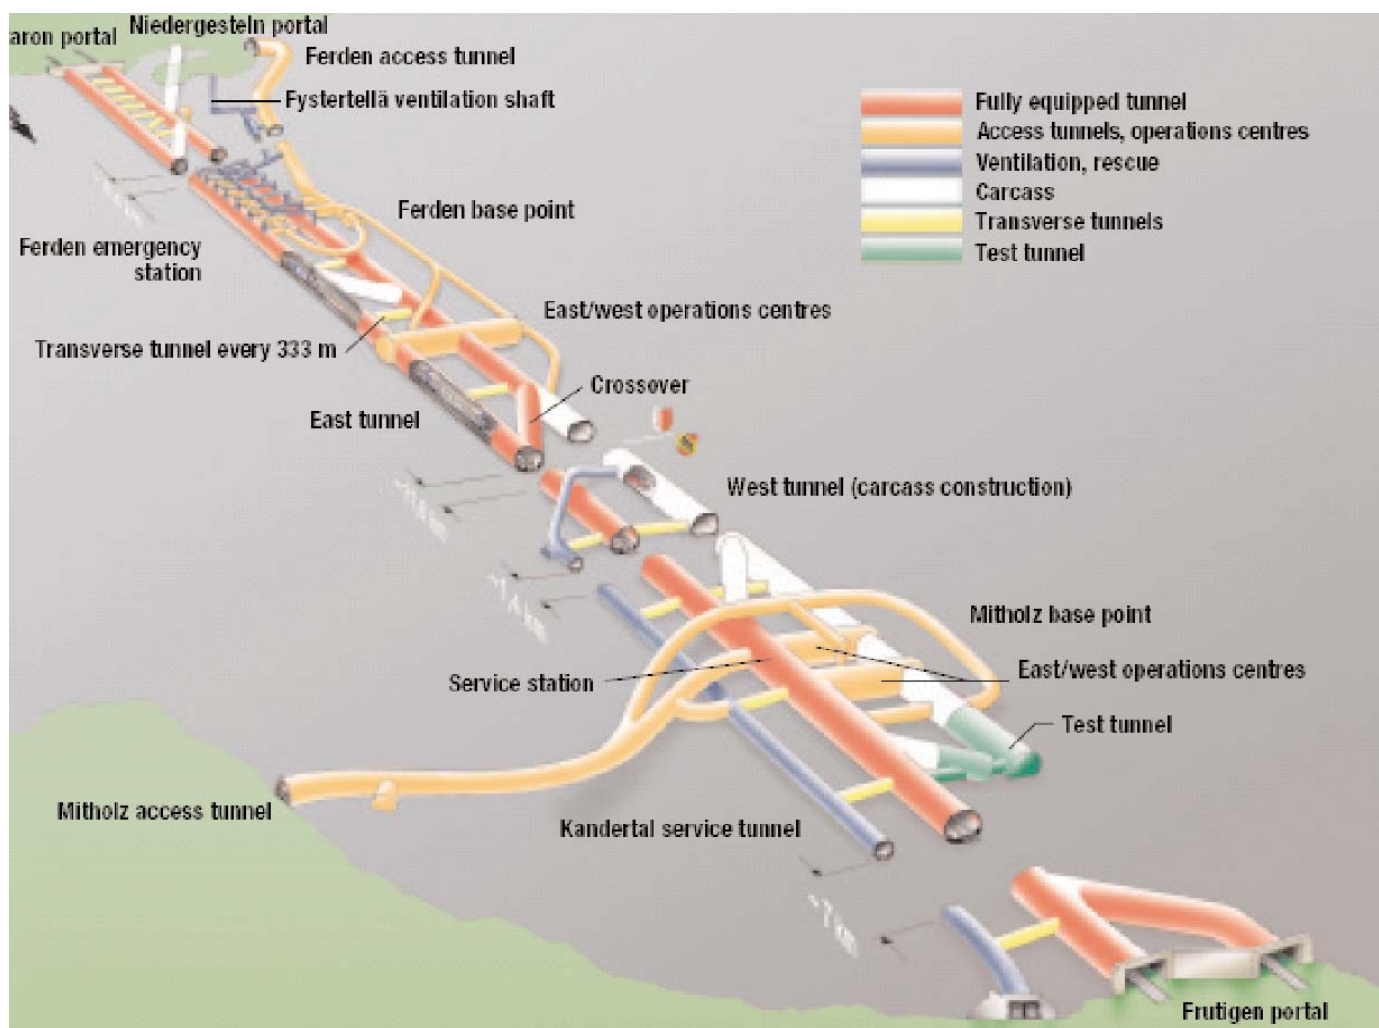 Niedergesteln portal
aron portal
Ferden access tunnel
Fystertellä ventilation shaft
Fully equipped tunnel
Access tunnels, operations centres
Ventilation, rescue
Carcass
Transverse tunnels
Test tunnel
Ferden base point
Ferden emergency
station
East/west operations centres
Transverse tunnel every 333 m
Crossover
East tunnel
West tunnel (carcass construction)
Mitholz base point
East/west operations centres
Service station
Test tunnel
Mitholz access tunnel
Kandertal service tunnel
~7 km
Frutigen portal